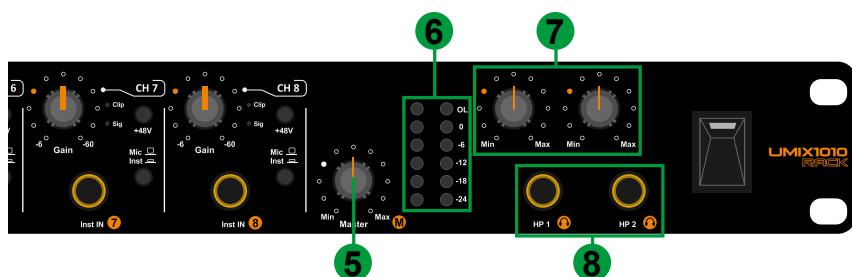 6
7
6
CH 7
CH 8
OL
0
-6
-12
-18
-24
Clip
Sig
Clip
Sig
+48V
+48V
+48V
-6
Gain
-60
-6
Gain
-60
Mic
Inst
Mic
Inst
Min
Max
Min
Max
UMIX1010
RACK
Min
Master
Max
M
Inst IN 7
Inst IN 8
HP 1
HP 2
5
8